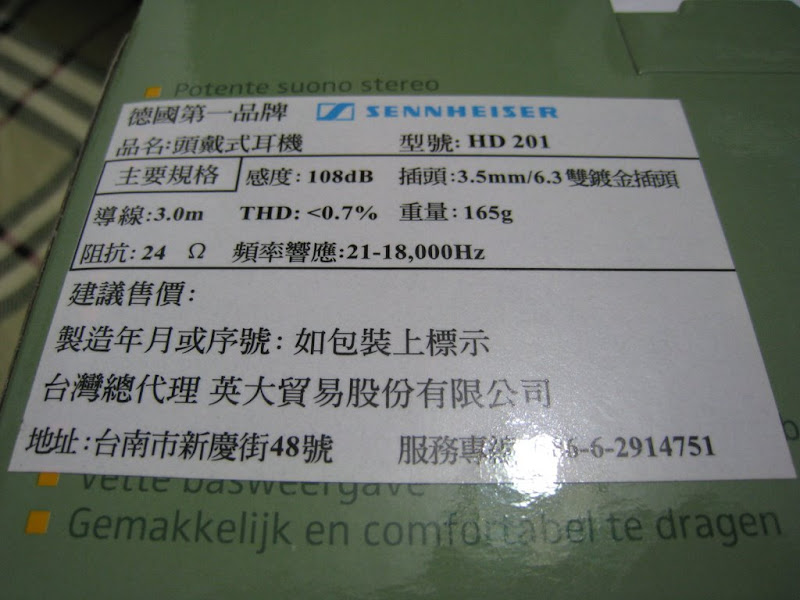 Potente suono stereo
德國第一品牌 SENNHEISER
品名:頭戴式耳機 型號: HD 201
主要規格 感度: 108dB 插頭:3.5mm/6.3雙鍍金插頭
導線:3.0m THD: <0.7% 重量: 165g
阻抗: 24 Ω 頻率響應:21-18,000Hz
建議售價:
製造年月或序號: 如包裝上標示
台灣總代理 英大貿易股份有限公司
地址:台南市新慶街48號 服務專線 86-6-2914751
Vette basweergave
Gemakkelijk en comfortabel te dragen